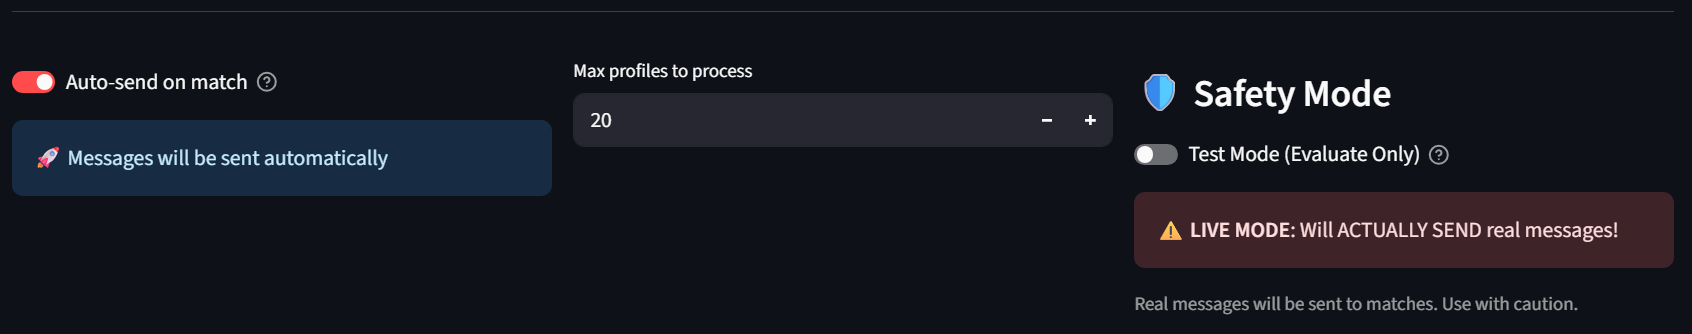 Auto-send on match
🚀 Messages will be sent automatically
Max profiles to process
20
🛡️ Safety Mode
Test Mode (Evaluate Only)
⚠️ LIVE MODE: Will ACTUALLY SEND real messages!
Real messages will be sent to matches. Use with caution.